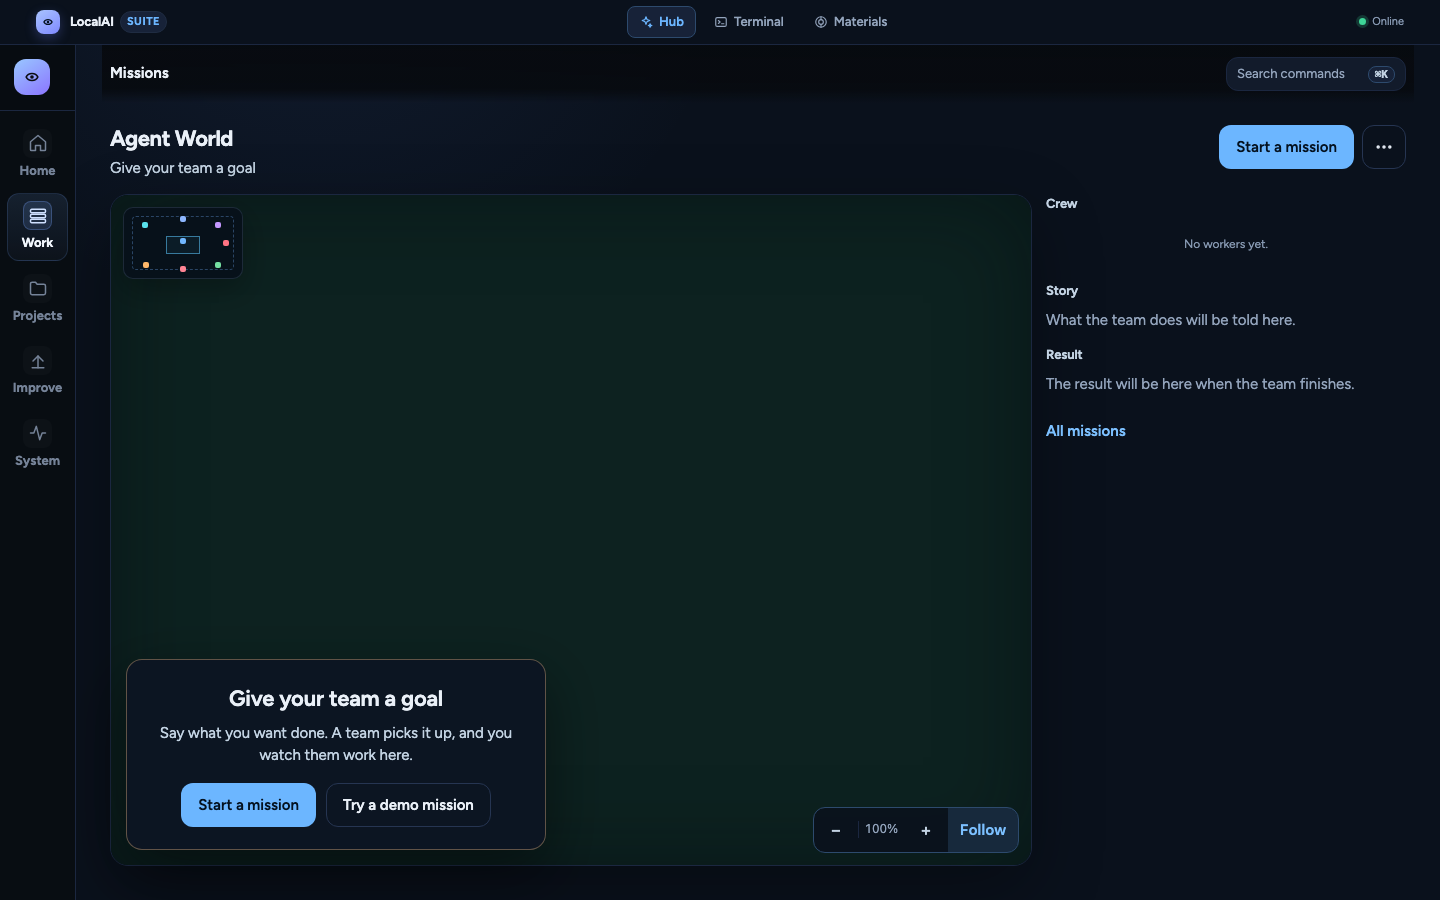 LocalAI SUITE
Hub
Terminal
Materials
Online
Missions
Search commands ⌘K
Home
Work
Projects
Improve
System
Agent World
Give your team a goal
Start a mission
Crew
No workers yet.
Story
What the team does will be told here.
Result
The result will be here when the team finishes.
All missions
Give your team a goal
Say what you want done. A team picks it up, and you
watch them work here.
Start a mission
Try a demo mission
− 100% +
Follow